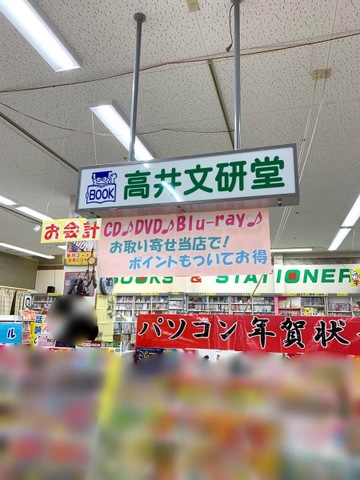 BOOK
高井文研堂
お会計
CD♪DVD♪Blu-ray♪
お取り寄せ当店で!
ポイントもついてお得
BOOKS & STATIONER
パソコン年賀状